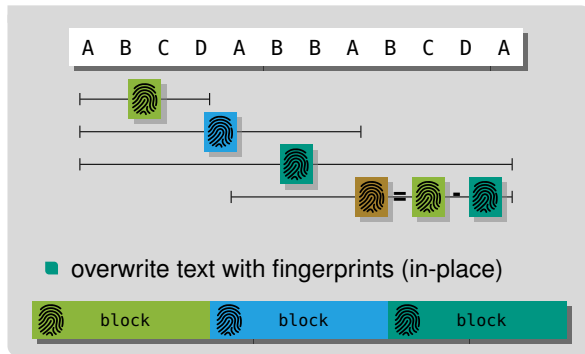 A B C D A B B A B C D A
= -
overwrite text with fingerprints (in-place)
block block block